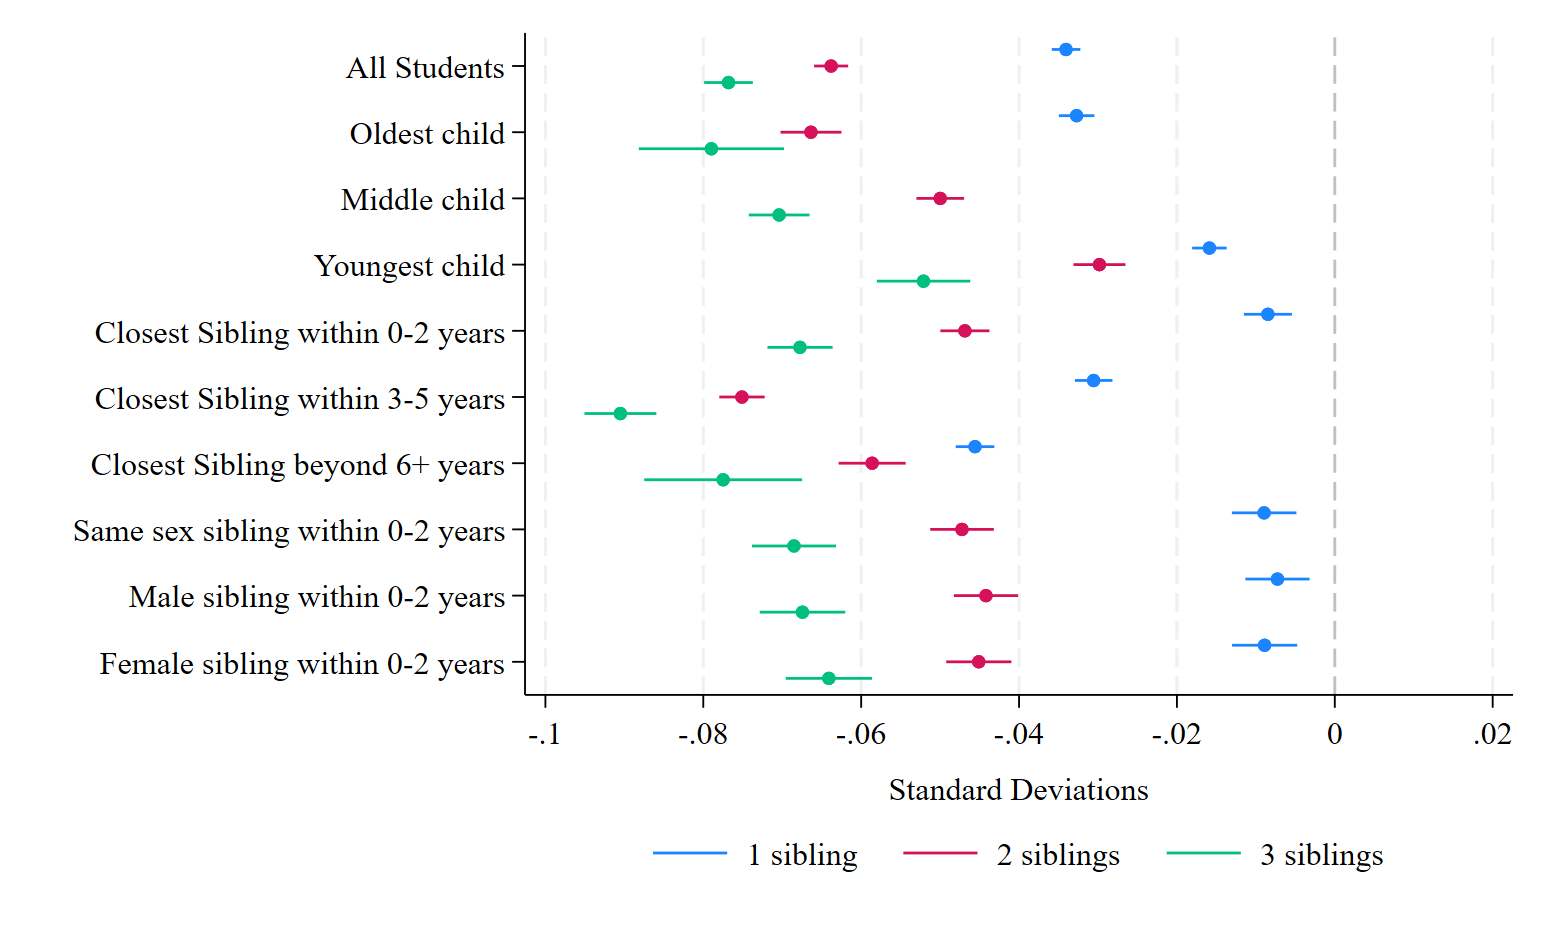 All Students
Oldest child
Middle child
Youngest child
Closest Sibling within 0-2 years
Closest Sibling within 3-5 years
Closest Sibling beyond 6+ years
Same sex sibling within 0-2 years
Male sibling within 0-2 years
Female sibling within 0-2 years
-.1 -.08 -.06 -.04 -.02 0 .02
Standard Deviations
1 sibling 2 siblings 3 siblings